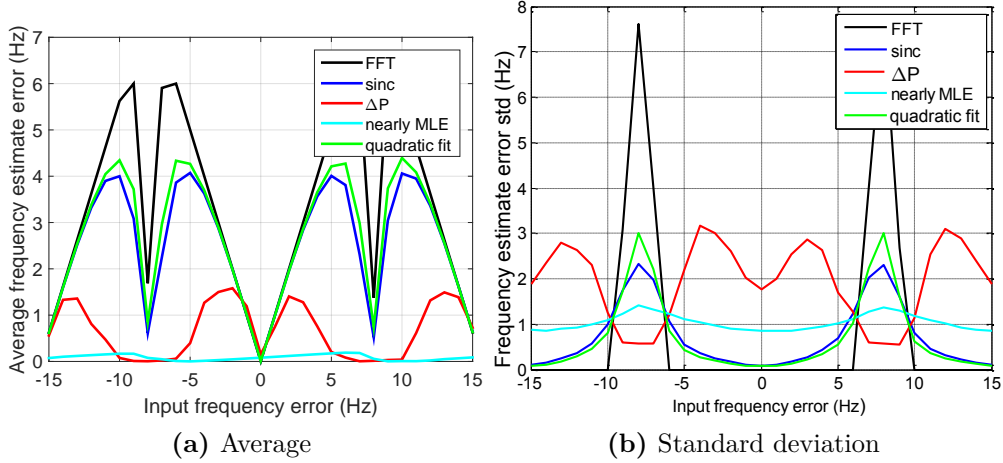 Average frequency estimate error (Hz)
7
6
5
4
3
2
1
0
-15 -10 -5 0 5 10 15
Input frequency error (Hz)
FFT
sinc
ΔP
nearly MLE
quadratic fit
(a) Average
Frequency estimate error std (Hz)
8
7
6
5
4
3
2
1
0
-15 -10 -5 0 5 10 15
Input frequency error (Hz)
FFT
sinc
ΔP
nearly MLE
quadratic fit
(b) Standard deviation